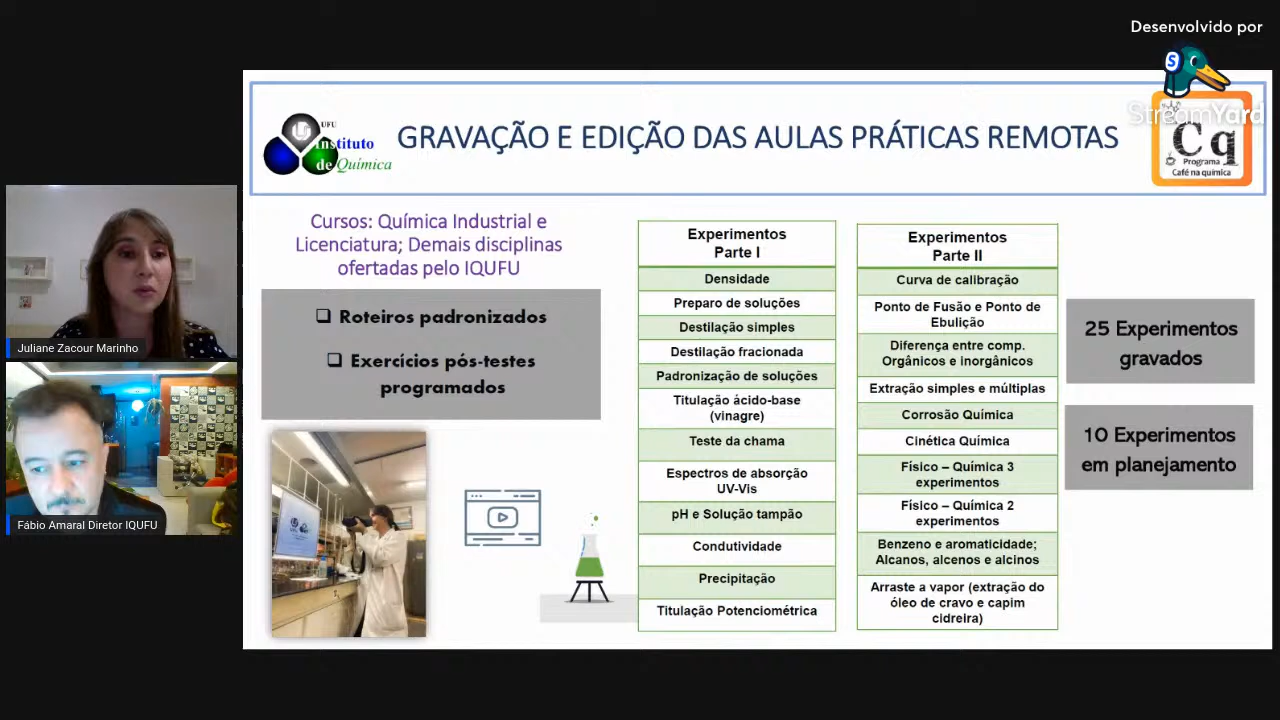 Desenvolvido por
StreamYard
UFU
Instituto
de Química
GRAVAÇÃO E EDIÇÃO DAS AULAS PRÁTICAS REMOTAS
Cq
Programa
Café na química
Cursos: Química Industrial e
Licenciatura; Demais disciplinas
ofertadas pelo IQUFU
❑ Roteiros padronizados
❑ Exercícios pós-testes
programados
Experimentos
Parte I
Densidade
Preparo de soluções
Destilação simples
Destilação fracionada
Padronização de soluções
Titulação ácido-base
(vinagre)
Teste da chama
Espectros de absorção
UV-Vis
pH e Solução tampão
Condutividade
Precipitação
Titulação Potenciométrica
Experimentos
Parte II
Curva de calibração
Ponto de Fusão e Ponto de
Ebulição
Diferença entre comp.
Orgânicos e inorgânicos
Extração simples e múltiplas
Corrosão Química
Cinética Química
Físico – Química 3
experimentos
Físico – Química 2
experimentos
Benzeno e aromaticidade;
Alcanos, alcenos e alcinos
Arraste a vapor (extração do
óleo de cravo e capim
cidreira)
25 Experimentos
gravados
10 Experimentos
em planejamento
Juliane Zacour Marinho
Fábio Amaral Diretor IQUFU